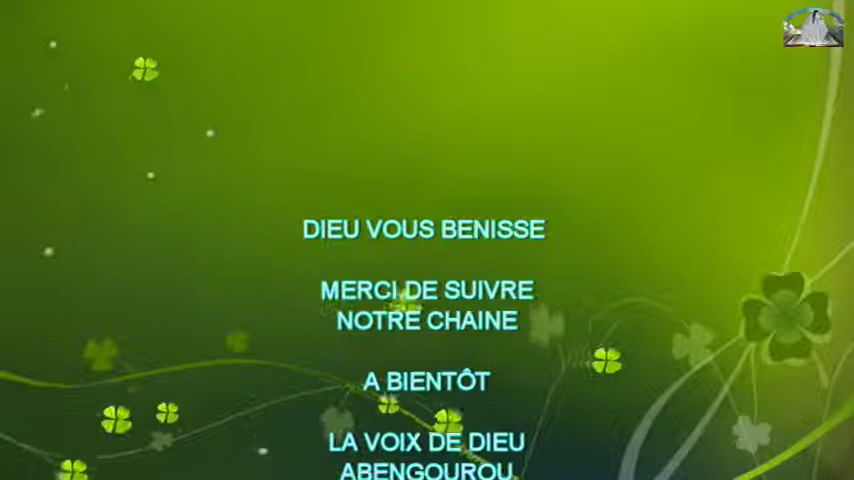 DIEU VOUS BENISSE
MERCI DE SUIVRE
NOTRE CHAINE
A BIENTÔT
LA VOIX DE DIEU
ABENGOUROU